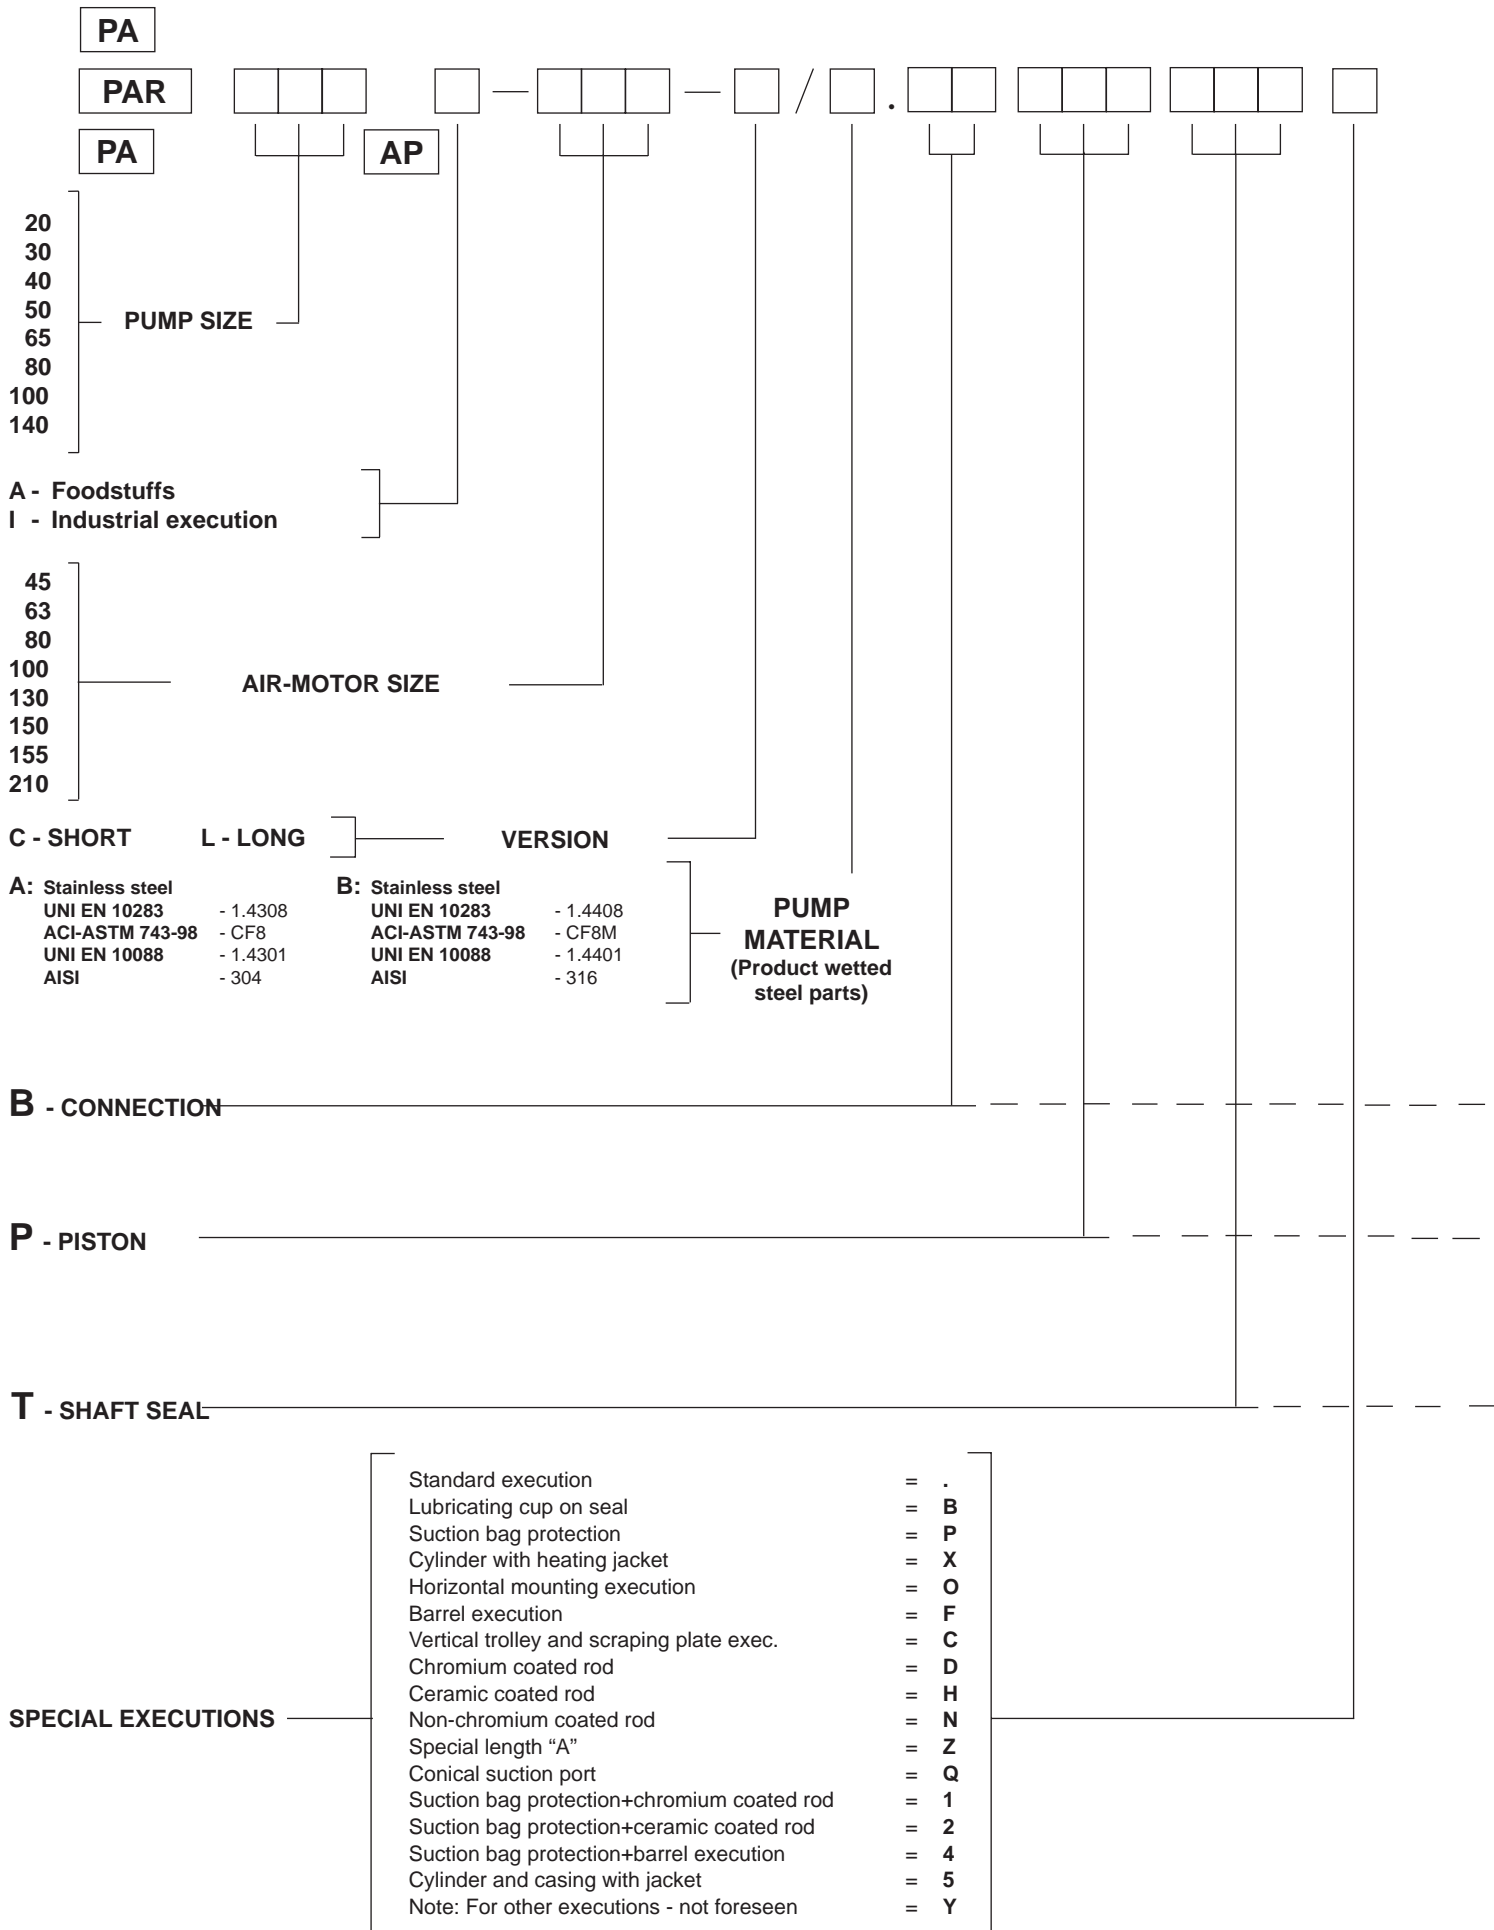 PA
PAR — — / .
PA AP
20
30
40
50
65
80
100
140
PUMP SIZE
A - Foodstuffs
I - Industrial execution
45
63
80
100
130
150
155
210
AIR-MOTOR SIZE
C - SHORT L - LONG VERSION
A: Stainless steel
UNI EN 10283 - 1.4308
ACI-ASTM 743-98 - CF8
UNI EN 10088 - 1.4301
AISI - 304
B: Stainless steel
UNI EN 10283 - 1.4408
ACI-ASTM 743-98 - CF8M
UNI EN 10088 - 1.4401
AISI - 316
PUMP
MATERIAL
(Product wetted
steel parts)
B - CONNECTION
P - PISTON
T - SHAFT SEAL
SPECIAL EXECUTIONS
Standard execution = .
Lubricating cup on seal = B
Suction bag protection = P
Cylinder with heating jacket = X
Horizontal mounting execution = O
Barrel execution = F
Vertical trolley and scraping plate exec. = C
Chromium coated rod = D
Ceramic coated rod = H
Non-chromium coated rod = N
Special length “A” = Z
Conical suction port = Q
Suction bag protection+chromium coated rod = 1
Suction bag protection+ceramic coated rod = 2
Suction bag protection+barrel execution = 4
Cylinder and casing with jacket = 5
Note: For other executions - not foreseen = Y